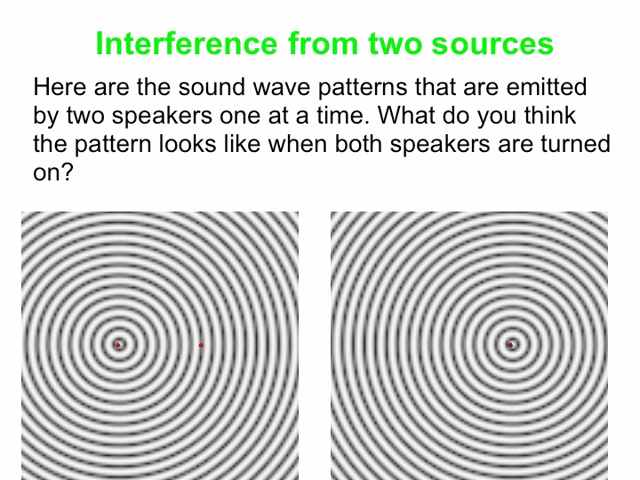 Interference from two sources
Here are the sound wave patterns that are emitted
by two speakers one at a time. What do you think
the pattern looks like when both speakers are turned
on?